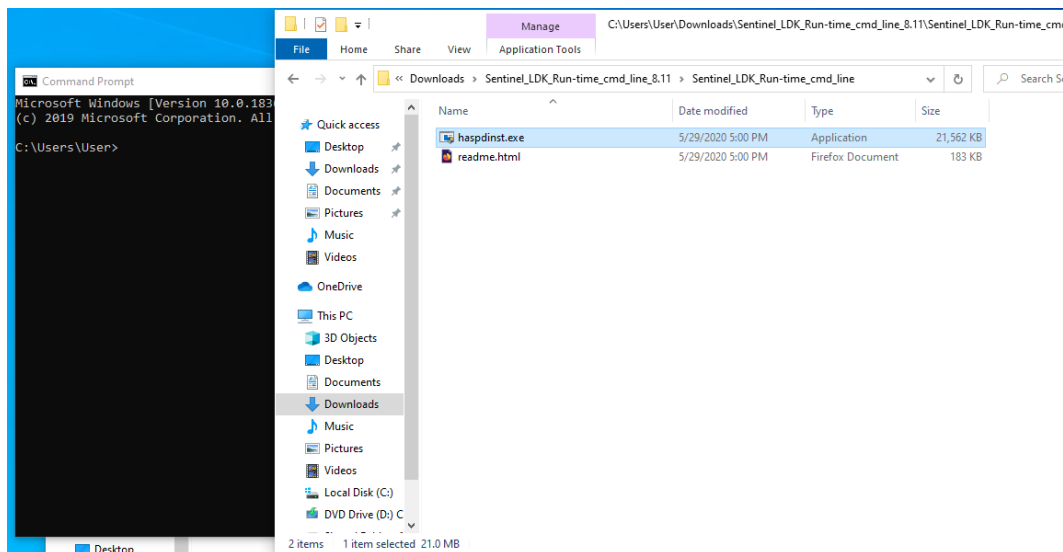 Manage
C:\Users\User\Downloads\Sentinel_LDK_Run-time_cmd_line_8.11\Sentinel_LDK_Run-time_cmd
File Home Share View Application Tools
Command Prompt
« Downloads > Sentinel_LDK_Run-time_cmd_line_8.11 > Sentinel_LDK_Run-time_cmd_line
Search
Microsoft Windows [Version 10.0.183
(c) 2019 Microsoft Corporation. All
C:\Users\User>
Quick access
Desktop
Downloads
Documents
Pictures
Music
Videos
OneDrive
This PC
3D Objects
Desktop
Documents
Downloads
Music
Pictures
Videos
Local Disk (C:)
DVD Drive (D:) C
Name Date modified Type Size
haspdinst.exe 5/29/2020 5:00 PM Application 21,562 KB
readme.html 5/29/2020 5:00 PM Firefox Document 183 KB
2 items 1 item selected 21.0 MB
Desktop